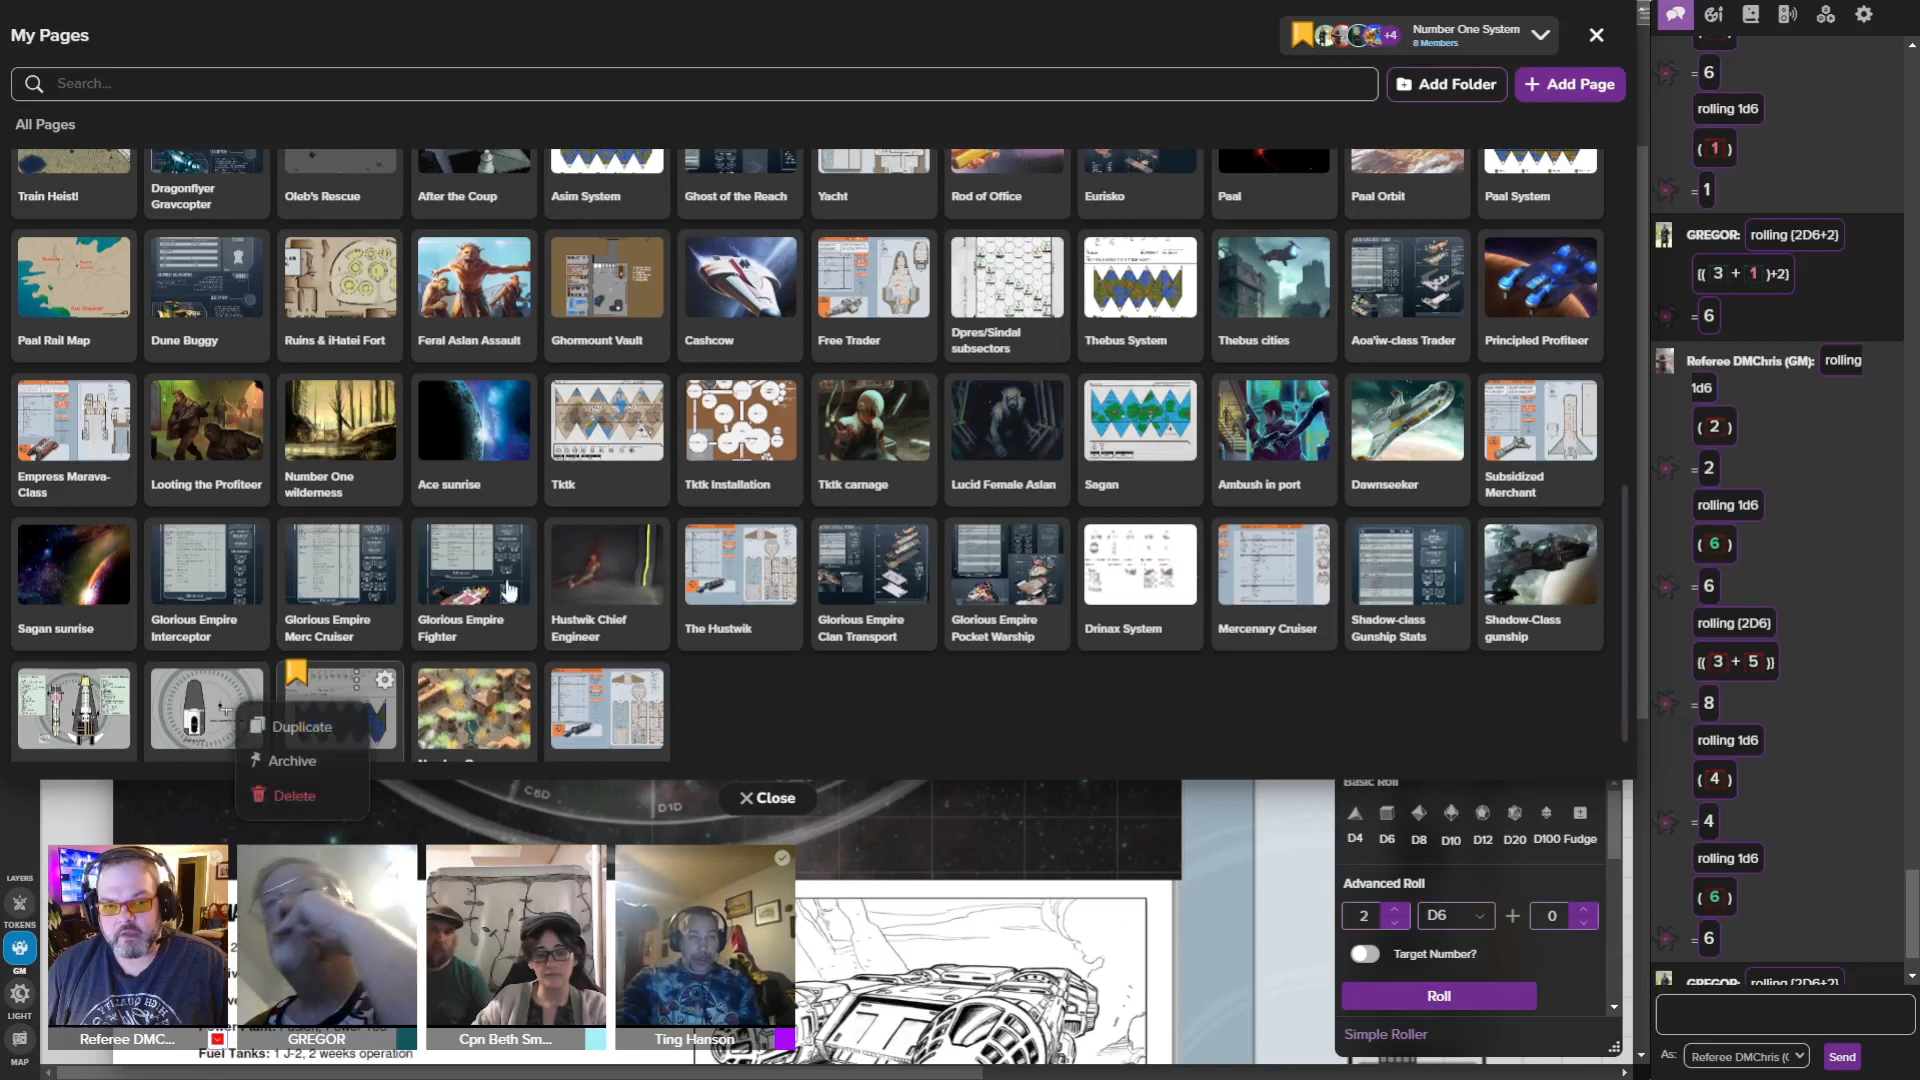 My Pages
+4
Number One System
8 Members
Search...
Add Folder
+ Add Page
All Pages
Train Heist!
Dragonflyer
Gravcopter
Oleb's Rescue
After the Coup
Asim System
Ghost of the Reach
Yacht
Rod of Office
Eurisko
Paal
Paal Orbit
Paal System
Paal Rail Map
Dune Buggy
Ruins & iHatei Fort
Feral Aslan Assault
Ghormount Vault
Cashcow
Free Trader
Dpres/Sindal
subsectors
Thebus System
Thebus cities
Aoa'iw-class Trader
Principled Profiteer
Empress Marava-
Class
Looting the Profiteer
Number One
wilderness
Ace sunrise
Tktk
Tktk Installation
Tktk carnage
Lucid Female Aslan
Sagan
Ambush in port
Dawnseeker
Subsidized
Merchant
Sagan sunrise
Glorious Empire
Interceptor
Glorious Empire
Merc Cruiser
Glorious Empire
Fighter
Hustwik Chief
Engineer
The Hustwik
Glorious Empire
Clan Transport
Glorious Empire
Pocket Warship
Drinax System
Mercenary Cruiser
Shadow-class
Gunship Stats
Shadow-Class
gunship
Duplicate
Archive
Delete
Close
C8D
D1D
LAYERS
TOKENS
GM
LIGHT
MAP
Referee DMC...
GREGOR
Cpn Beth Sm...
Ting Hanson
Fuel Tanks: 1 J-2, 2 weeks operation
Basic Roll
D4
D6
D8
D10
D12
D20
D100
Fudge
Advanced Roll
2
D6
+
0
Target Number?
Roll
Simple Roller
=6
rolling 1d6
(1)
=1
GREGOR: rolling {2D6+2}
{( 3 + 1 )+2}
=6
Referee DMChris (GM): rolling
1d6
(2)
=2
rolling 1d6
(6)
=6
rolling {2D6}
{( 3 + 5 )}
=8
rolling 1d6
(4)
=4
rolling 1d6
(6)
=6
GREGOR: rolling {2D6+2}
As:
Referee DMChris (G
Send